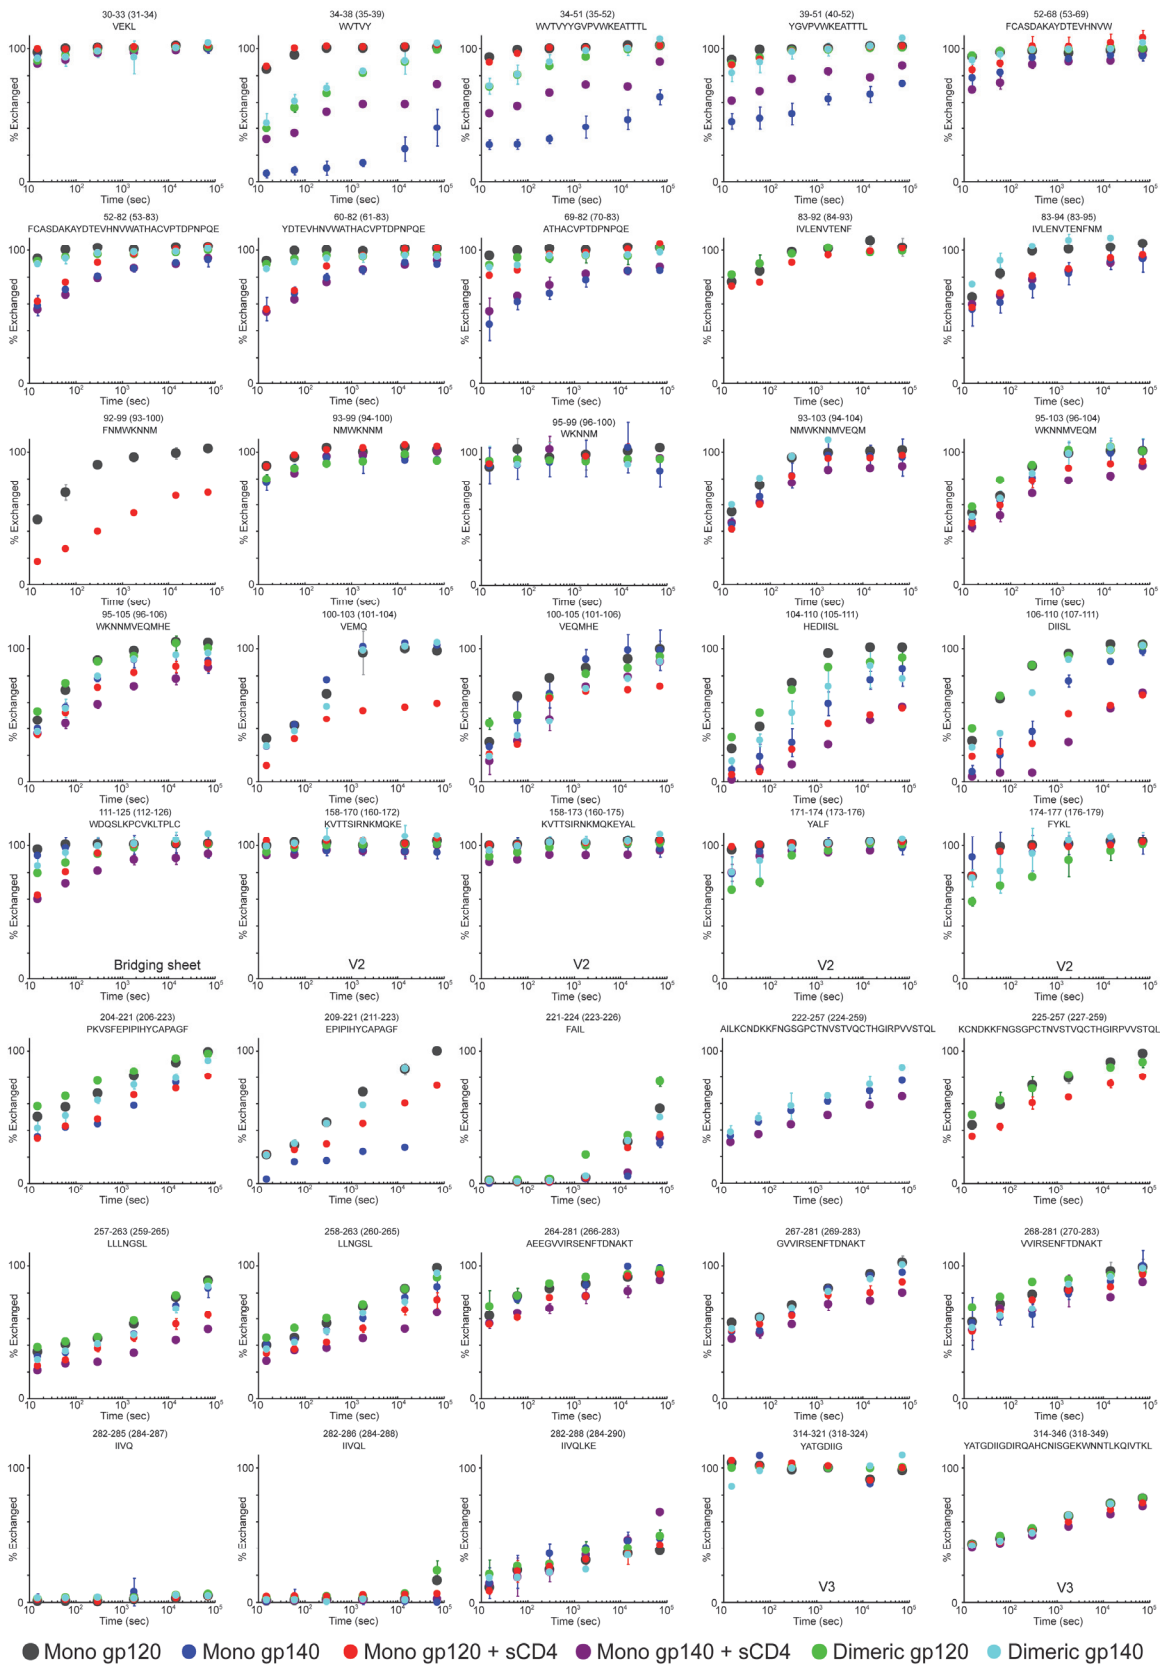 30-33 (31-34)
VEKL
34-38 (35-39)
WVTVY
34-51 (35-52)
WVTVYYGVPVWKEATTTL
39-51 (40-52)
YGVPVWKEATTTL
52-68 (53-69)
FCASDAKAYDTEVHNVW
52-82 (53-83)
FCASDAKAYDTEVHNVWATHACVPTDPNPQE
60-82 (61-83)
YDTEVHNVWATHACVPTDPNPQE
69-82 (70-83)
ATHACVPTDPNPQE
83-92 (84-93)
IVLENVTENF
83-94 (83-95)
IVLENVTENFNM
92-99 (93-100)
FNMWKNNM
93-99 (94-100)
NMWKNNM
95-99 (96-100)
WKNNM
93-103 (94-104)
NMWKNNMVEQM
95-103 (96-104)
WKNNMVEQM
95-105 (96-106)
WKNNMVEQMHE
100-103 (101-104)
VEMQ
100-105 (101-106)
VEQMHE
104-110 (105-111)
HEDIISL
106-110 (107-111)
DIISL
111-125 (112-126)
WDQSLKPCVKLTPLC
Bridging sheet
158-170 (160-172)
KVTTSIRNKMQKE
V2
158-173 (160-175)
KVTTSIRNKMQKEYAL
V2
171-174 (173-176)
YALF
V2
174-177 (176-179)
FYKL
V2
204-221 (206-223)
PKVSFEPIPIHYCAPAGF
209-221 (211-223)
EPIPIHYCAPAGF
221-224 (223-226)
FAIL
222-257 (224-259)
AILKCNDKKFNGSGPCTNVSTVQCTHGIRPVVSTQL
225-257 (227-259)
KCNDKKFNGSGPCTNVSTVQCTHGIRPVVSTQL
257-263 (259-265)
LLLNGSL
258-263 (260-265)
LLNGSL
264-281 (266-283)
AEEGVVIRSENFTDNAKT
267-281 (269-283)
GVVIRSENFTDNAKT
268-281 (270-283)
VVIRSENFTDNAKT
282-285 (284-287)
IIVQ
282-286 (284-288)
IIVQL
282-288 (284-290)
IIVQLKE
314-321 (318-324)
YATGDIIG
V3
314-346 (318-349)
YATGDIIGDIRQAHCNISGEKWNNTLKQIVTKL
V3
% Exchanged
100
0
10 10² 10³ 10⁴ 10⁵
Time (sec)
Mono gp120 Mono gp140 Mono gp120 + sCD4 Mono gp140 + sCD4 Dimeric gp120 Dimeric gp140